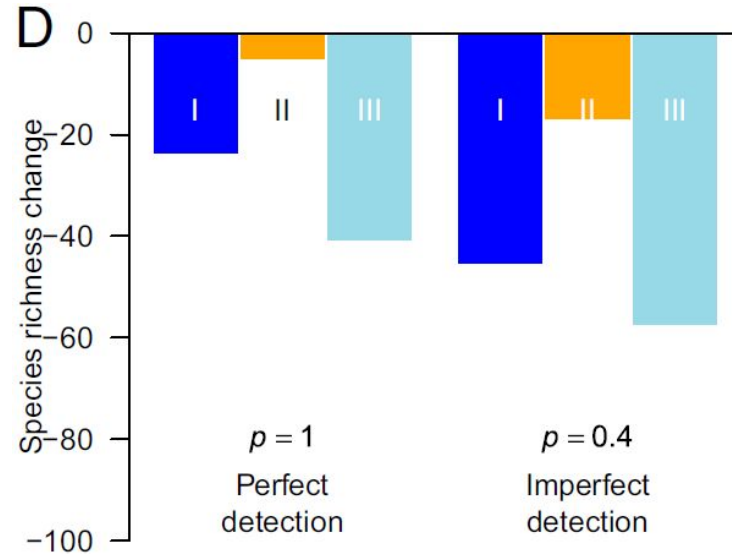 D
Species richness change
0
−20
−40
−60
−80
−100
I II III I II III
p = 1 p = 0.4
Perfect Imperfect
detection detection